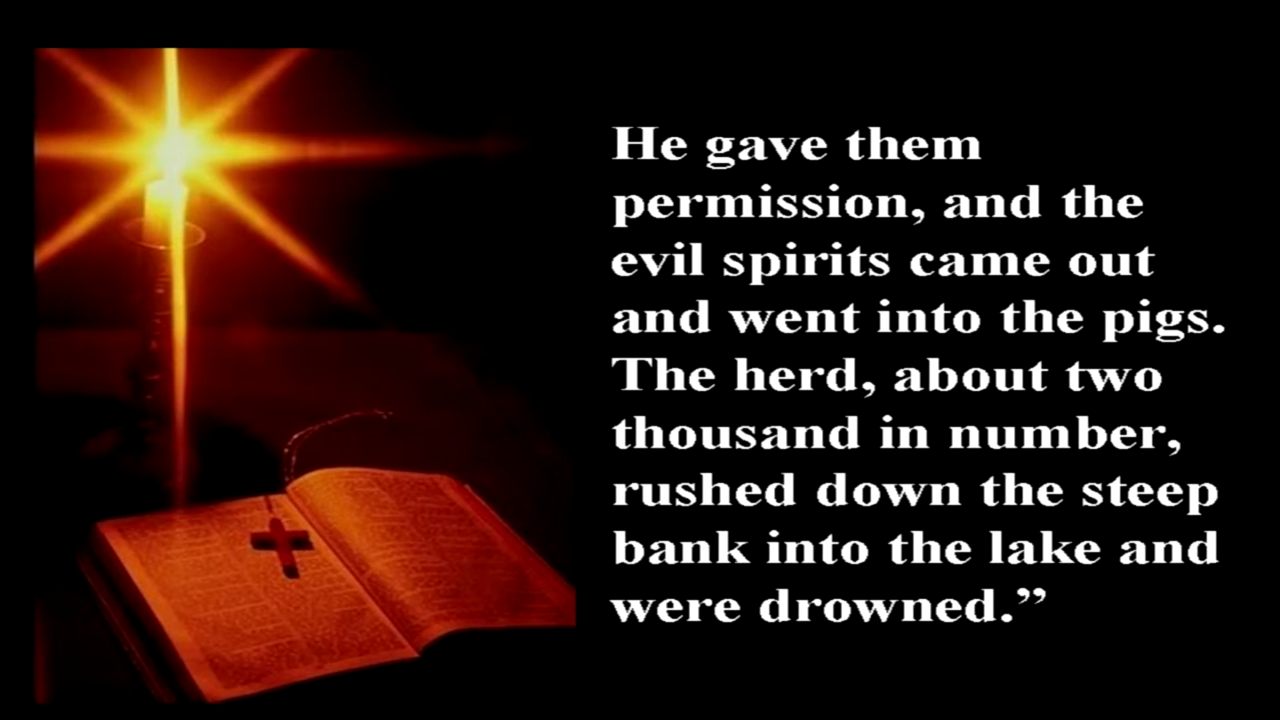 He gave them
permission, and the
evil spirits came out
and went into the pigs.
The herd, about two
thousand in number,
rushed down the steep
bank into the lake and
were drowned.”